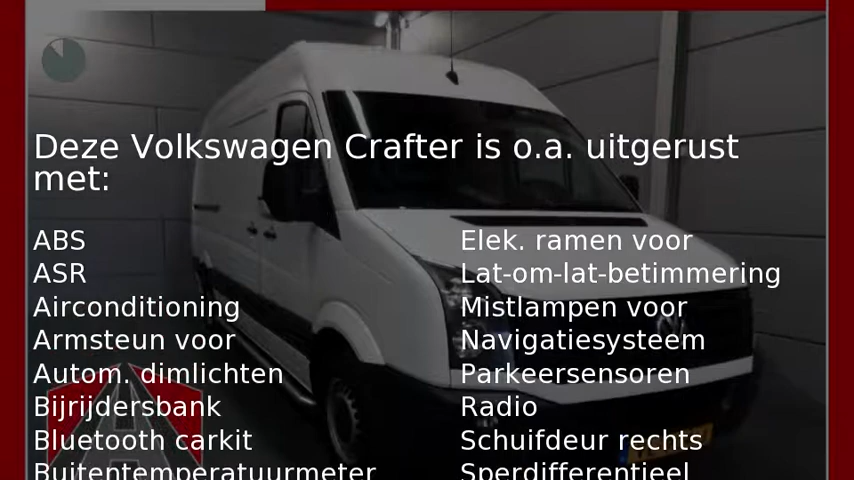 Deze Volkswagen Crafter is o.a. uitgerust
met:
ABS
ASR
Airconditioning
Armsteun voor
Autom. dimlichten
Bijrijdersbank
Bluetooth carkit
Buitentemperatuurmeter
Elek. ramen voor
Lat-om-lat-betimmering
Mistlampen voor
Navigatiesysteem
Parkeersensoren
Radio
Schuifdeur rechts
Sperdifferentieel